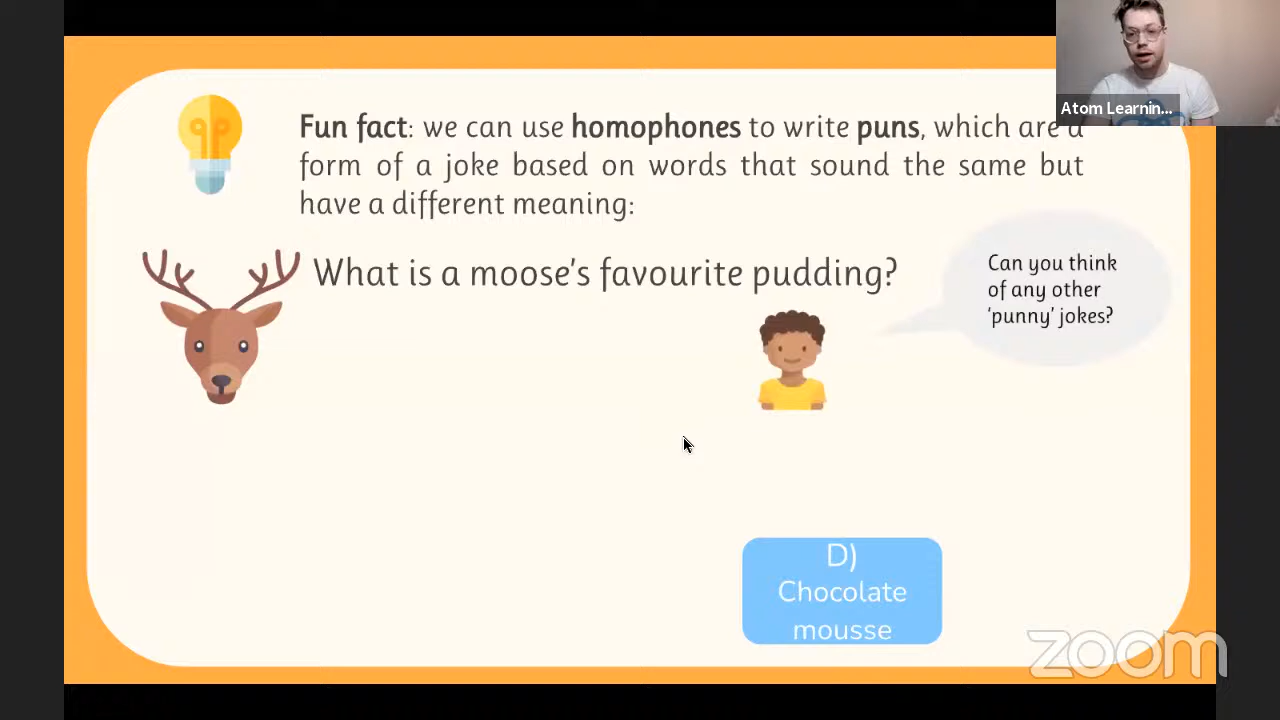 Fun fact: we can use homophones to write puns, which are a
form of a joke based on words that sound the same but
have a different meaning:
What is a moose's favourite pudding?
Can you think
of any other
'punny' jokes?
D)
Chocolate
mousse
Atom Learnin...
zoom